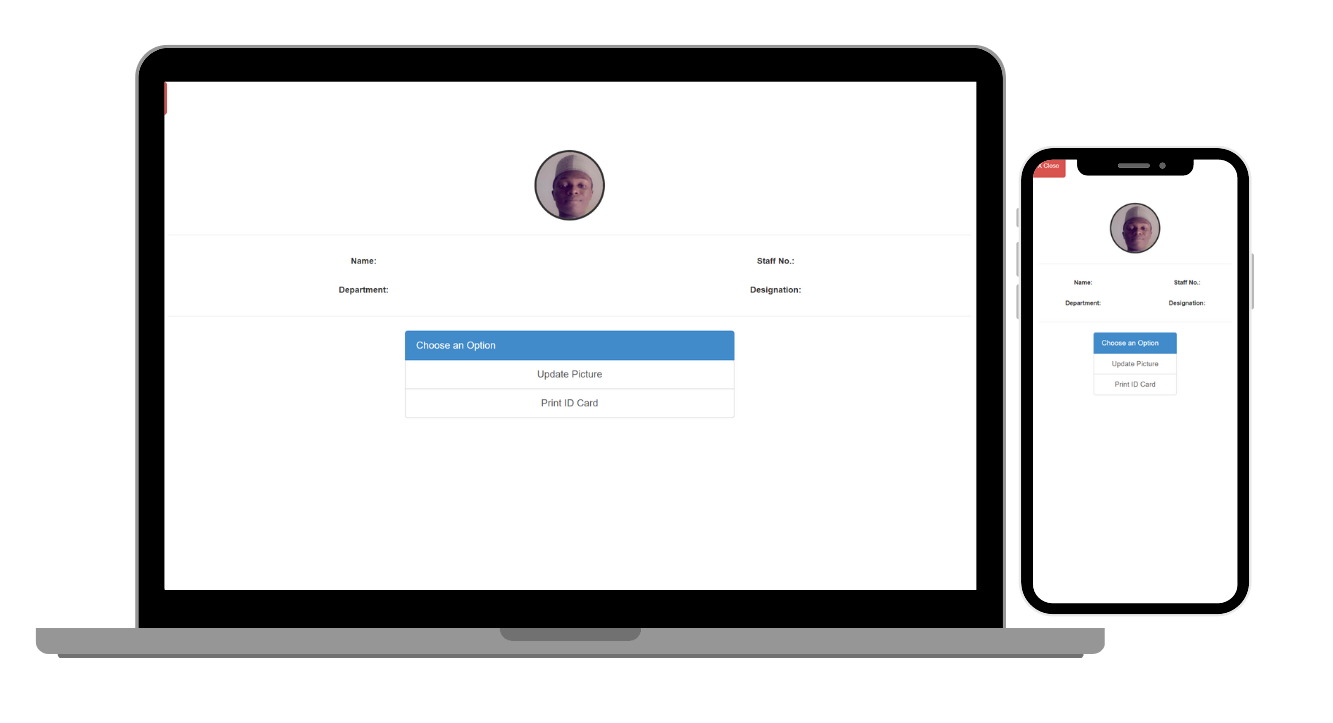 Name:
Staff No.:
Department:
Designation:
Choose an Option
Update Picture
Print ID Card
X Close
Name:
Staff No.:
Department:
Designation:
Choose an Option
Update Picture
Print ID Card